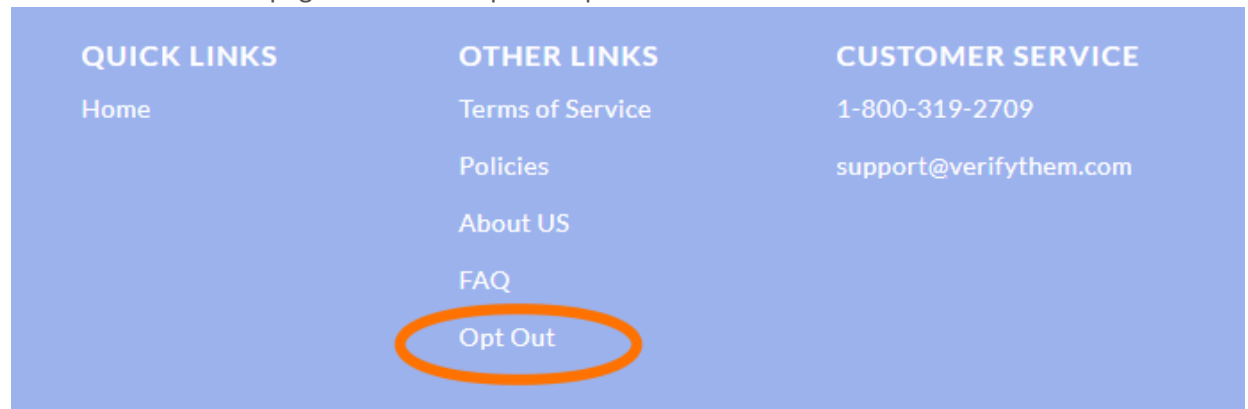 QUICK LINKS
Home
OTHER LINKS
Terms of Service
Policies
About US
FAQ
Opt Out
CUSTOMER SERVICE
1-800-319-2709
support@verifythem.com